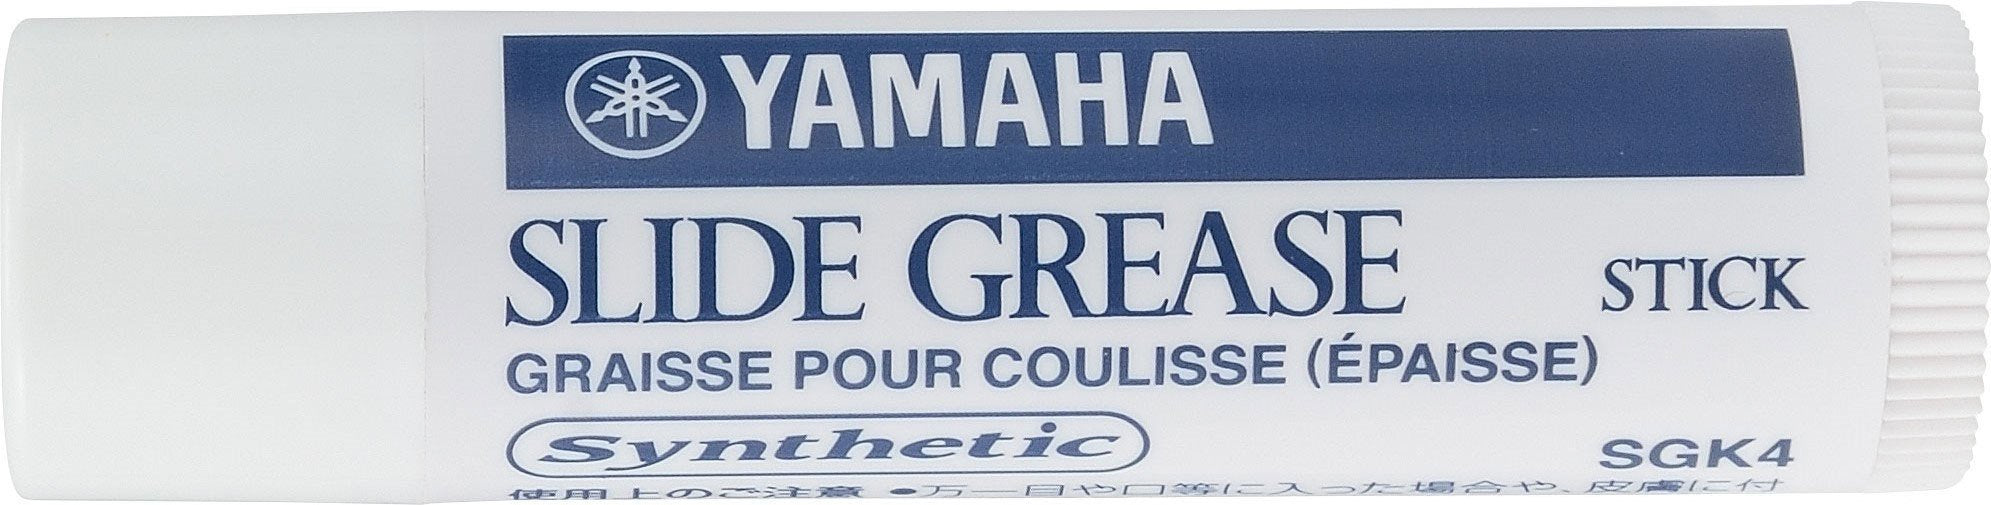 YAMAHA
SLIDE GREASE STICK
GRAISSE POUR COULISSE (ÉPAISSE)
Synthetic SGK4
使用上のご注意 ●万一目や口等に入った場合や、皮膚に付